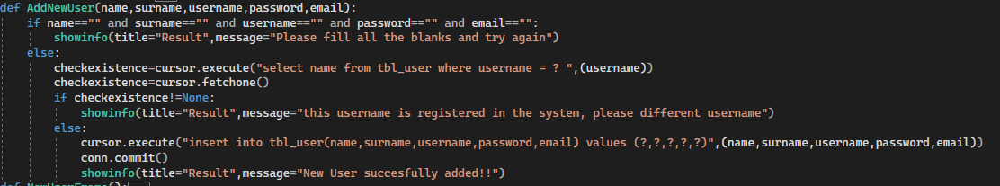 def AddNewUser(name,surname,username,password,email):
    if name=="" and surname=="" and username=="" and password=="" and email=="":
        showinfo(title="Result",message="Please fill all the blanks and try again")
    else:
        checkexistence=cursor.execute("select name from tbl_user where username = ? ",(username))
        checkexistence=cursor.fetchone()
        if checkexistence!=None:
            showinfo(title="Result",message="this username is registered in the system, please different username")
        else:
            cursor.execute("insert into tbl_user(name,surname,username,password,email) values (?,?,?,?,?)",(name,surname,username,password,email))
            conn.commit()
            showinfo(title="Result",message="New User succesfully added!!")